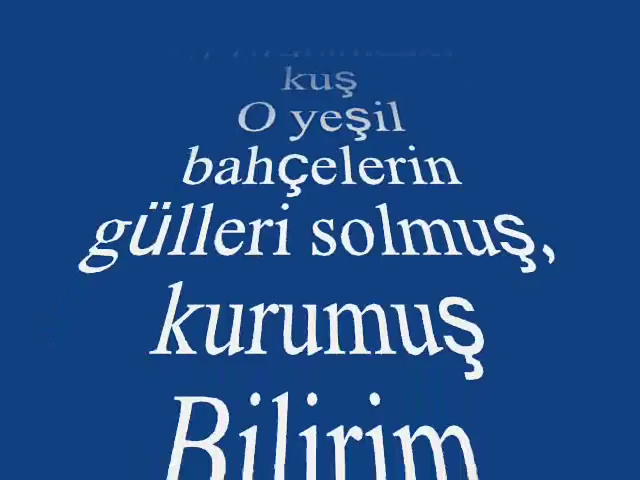 kuş
O yeşil
bahçelerin
gülleri solmuş,
kurumuş
Bilirim